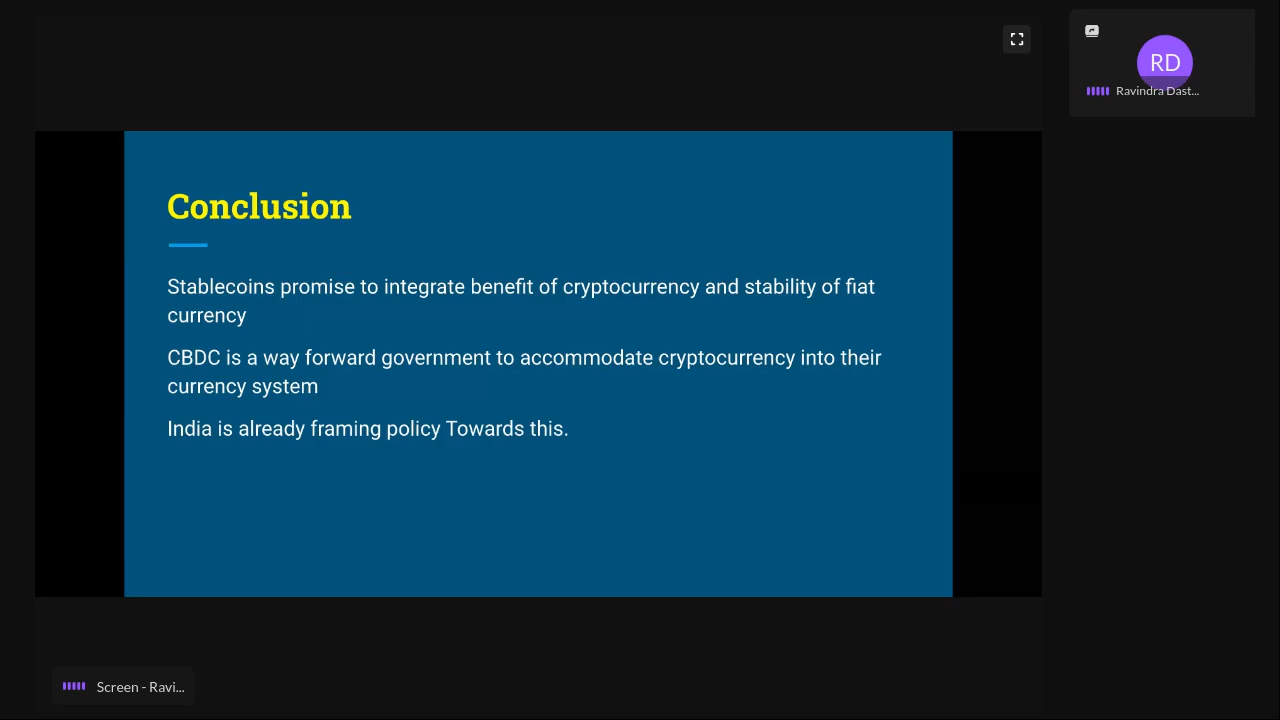 RD
Ravindra Dast...
Conclusion
Stablecoins promise to integrate benefit of cryptocurrency and stability of fiat
currency
CBDC is a way forward government to accommodate cryptocurrency into their
currency system
India is already framing policy Towards this.
Screen - Ravi...